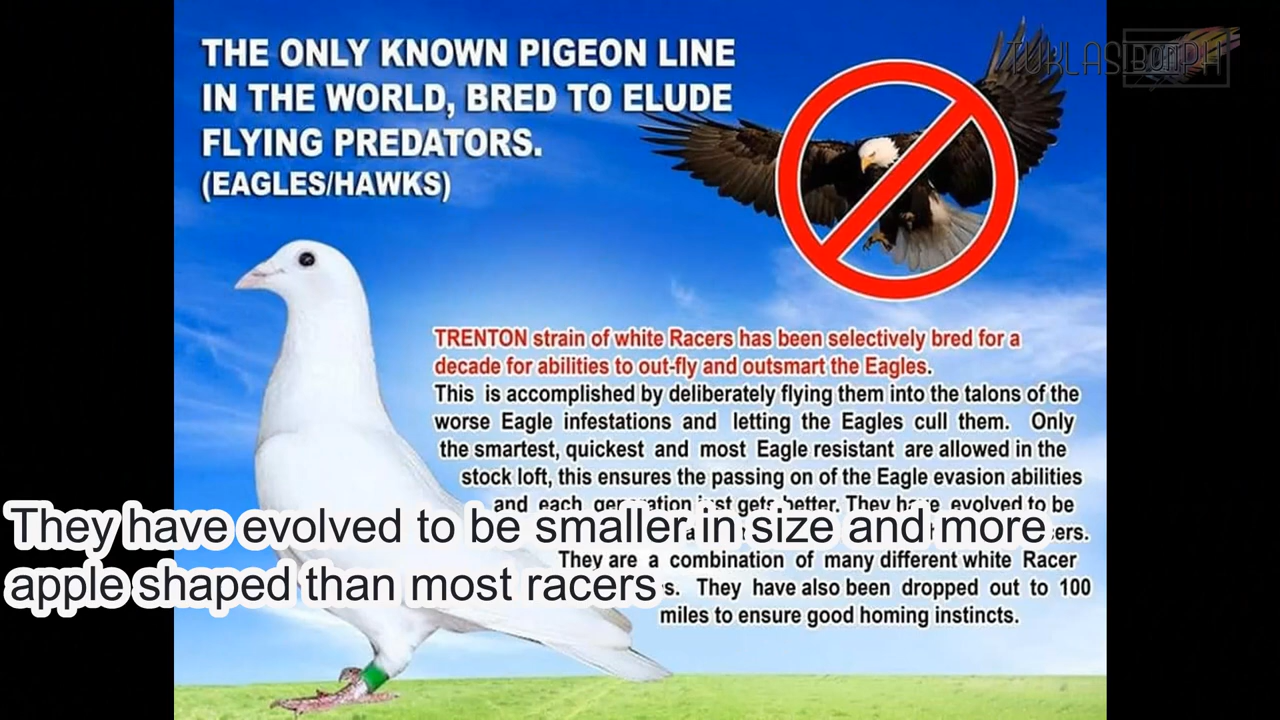 THE ONLY KNOWN PIGEON LINE
IN THE WORLD, BRED TO ELUDE
FLYING PREDATORS.
(EAGLES/HAWKS)
TUKLASIBONPH
TRENTON strain of white Racers has been selectively bred for a
decade for abilities to out-fly and outsmart the Eagles.
This is accomplished by deliberately flying them into the talons of the
worse Eagle infestations and letting the Eagles cull them. Only
the smartest, quickest and most Eagle resistant are allowed in the
stock loft, this ensures the passing on of the Eagle evasion abilities
and each generation just gets better. They have evolved to be
They have evolved to be smaller in size and more
apple shaped than most racers
They are a combination of many different white Racer
They have also been dropped out to 100
miles to ensure good homing instincts.